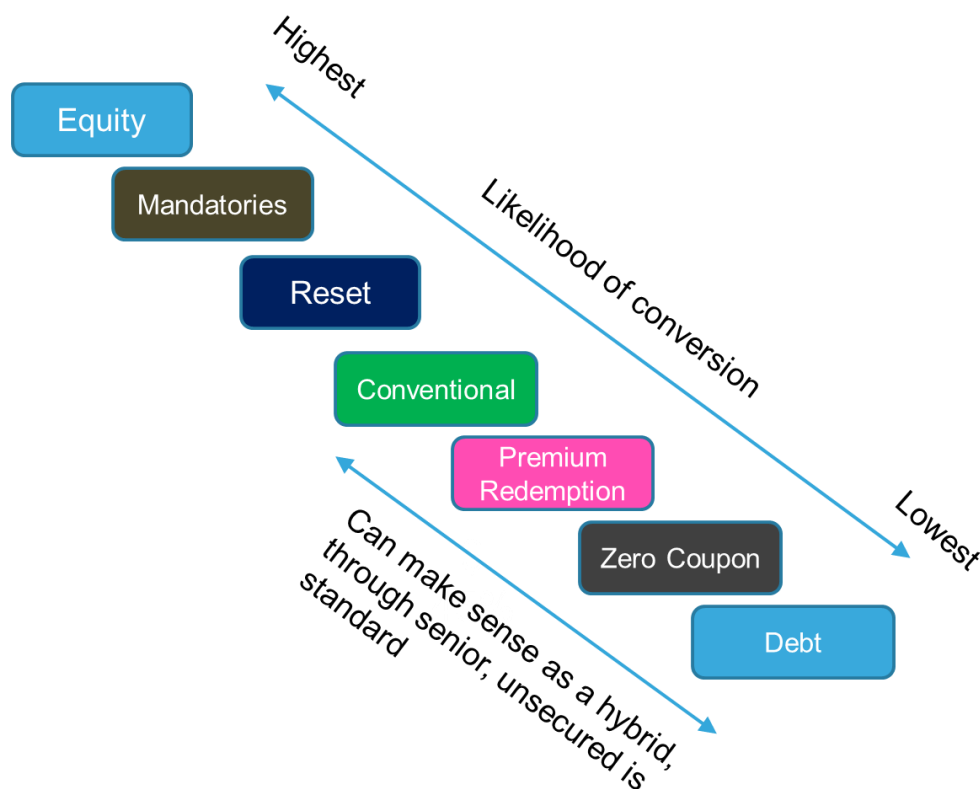 Highest
Equity
Mandatories
Likelihood of conversion
Reset
Conventional
Premium
Redemption
Lowest
Zero Coupon
Can make sense as a hybrid,
through senior, unsecured is
standard
Debt